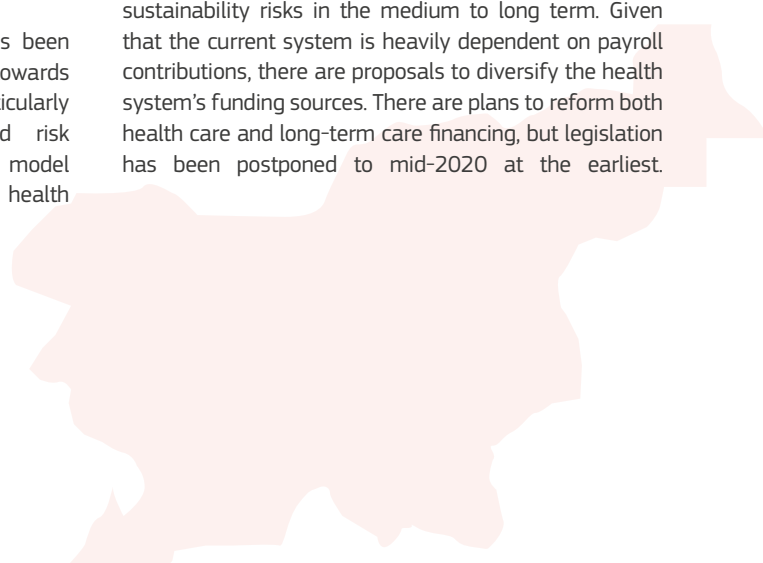 s been
owards
icularly
d risk
model
health
sustainability risks in the medium to long term. Given
that the current system is heavily dependent on payroll
contributions, there are proposals to diversify the health
system’s funding sources. There are plans to reform both
health care and long-term care financing, but legislation
has been postponed to mid-2020 at the earliest.